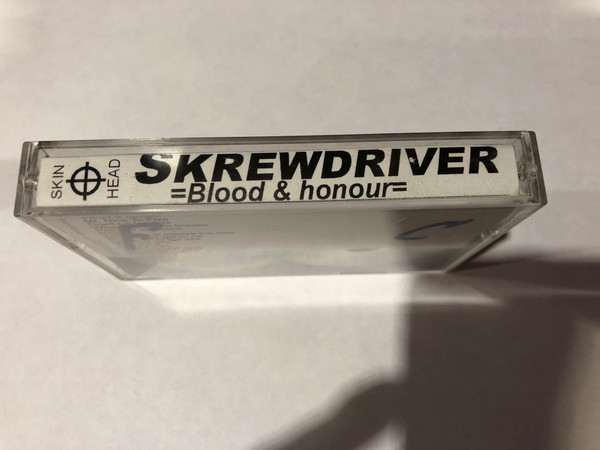 SKIN
HEAD
SKREWDRIVER
=Blood & honour=